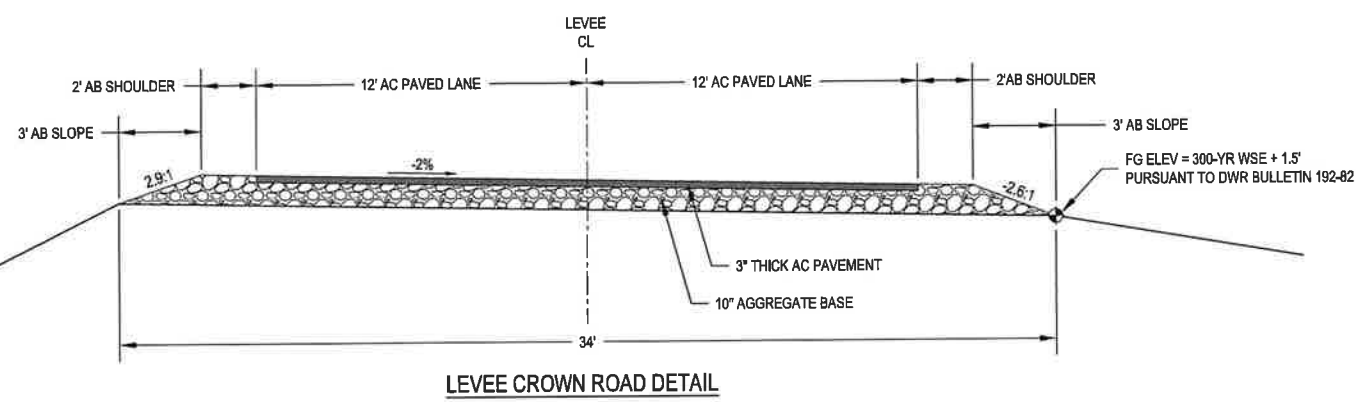 LEVEE
CL
2' AB SHOULDER
12' AC PAVED LANE
12' AC PAVED LANE
2'AB SHOULDER
3' AB SLOPE
3' AB SLOPE
2.9:1
-2%
-2.6:1
FG ELEV = 300-YR WSE + 1.5'
PURSUANT TO DWR BULLETIN 192-82
3" THICK AC PAVEMENT
10" AGGREGATE BASE
34'
LEVEE CROWN ROAD DETAIL